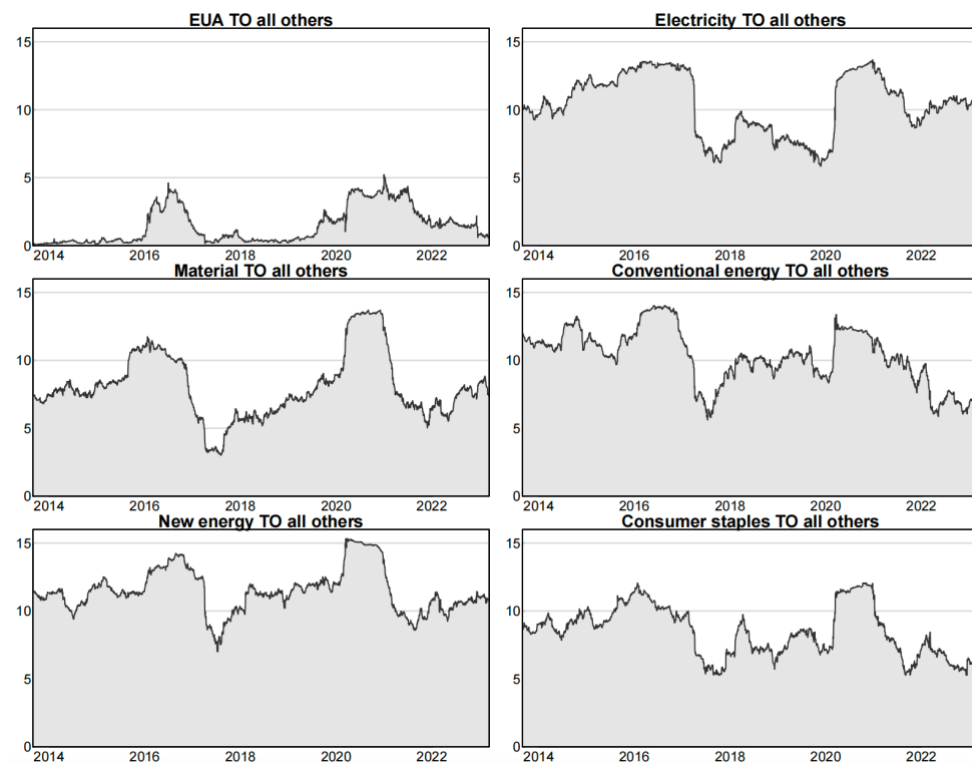 EUA TO all others
15
10
5
0
2014 2016 2018 2020 2022
Electricity TO all others
15
10
5
0
2014 2016 2018 2020 2022
Material TO all others
15
10
5
0
2014 2016 2018 2020 2022
Conventional energy TO all others
15
10
5
0
2014 2016 2018 2020 2022
New energy TO all others
15
10
5
0
2014 2016 2018 2020 2022
Consumer staples TO all others
15
10
5
0
2014 2016 2018 2020 2022